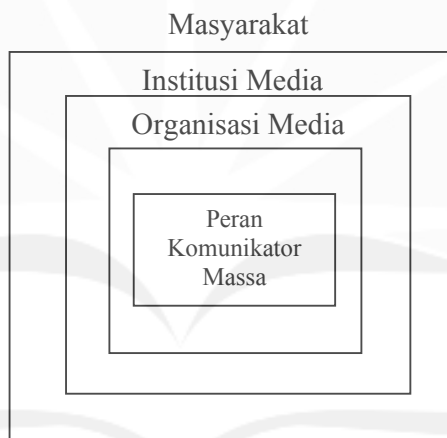 Masyarakat
Institusi Media
Organisasi Media
Peran
Komunikator
Massa